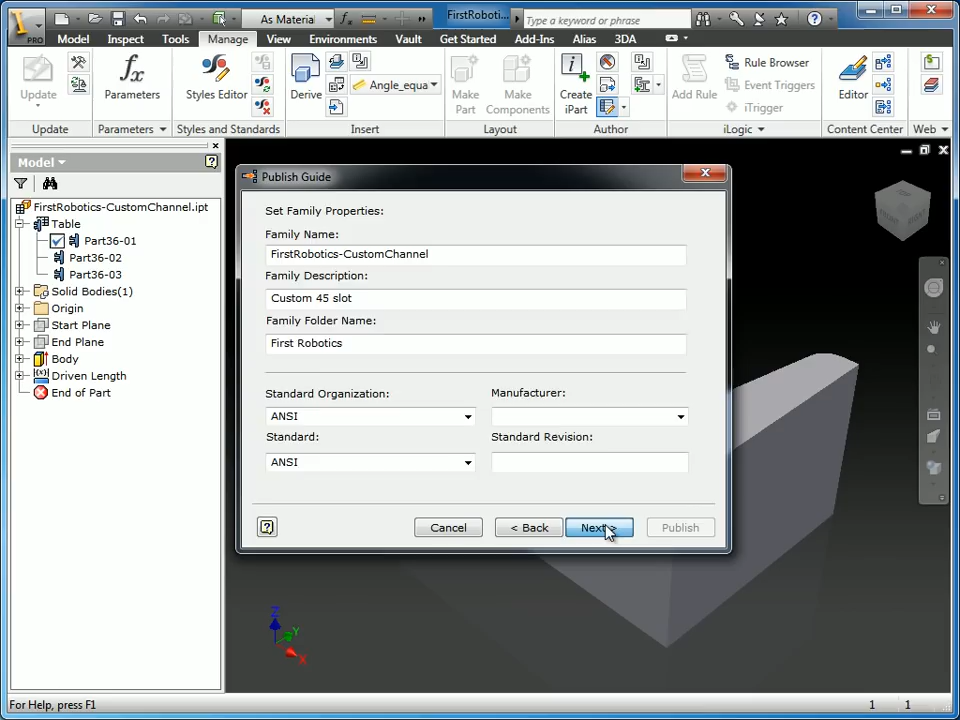 PRO
As Material
FirstRoboti...
Type a keyword or phrase
Model Inspect Tools Manage View Environments Vault Get Started Add-Ins Alias 3DA
Update
Parameters
Styles Editor
Derive
Angle_equa
Make Part
Make Components
Create iPart
Add Rule
Rule Browser
Event Triggers
iTrigger
Editor
Update Parameters Styles and Standards Insert Layout Author iLogic Content Center Web
Model
FirstRobotics-CustomChannel.ipt
Table
Part36-01
Part36-02
Part36-03
Solid Bodies(1)
Origin
Start Plane
End Plane
Body
Driven Length
End of Part
Publish Guide
Set Family Properties:
Family Name:
FirstRobotics-CustomChannel
Family Description:
Custom 45 slot
Family Folder Name:
First Robotics
Standard Organization: Manufacturer:
ANSI
Standard: Standard Revision:
ANSI
Cancel < Back Next > Publish
Z
Y
X
For Help, press F1 1 1